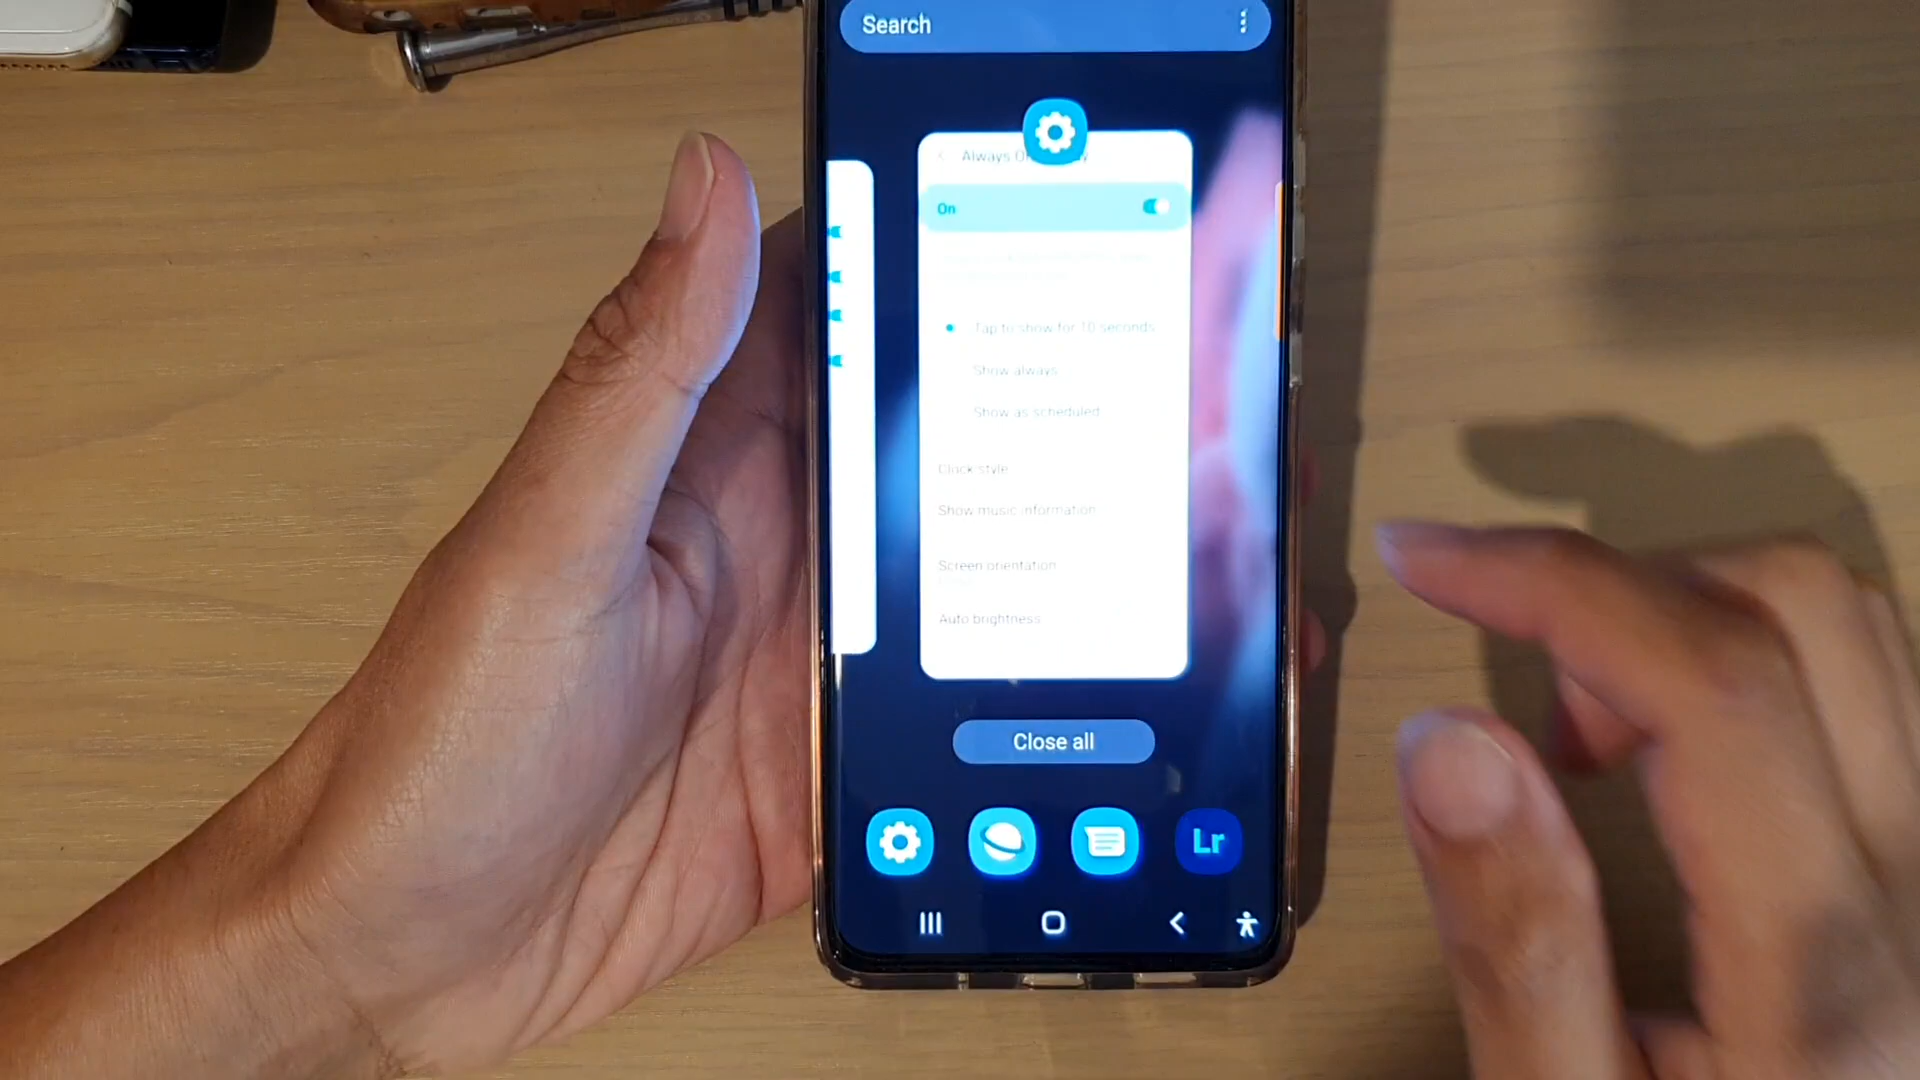 Search
Always On
On
Tap to show for 10 seconds
Show always
Show as scheduled
Clock style
Show music information
Screen orientation
Auto brightness
Close all
Lr